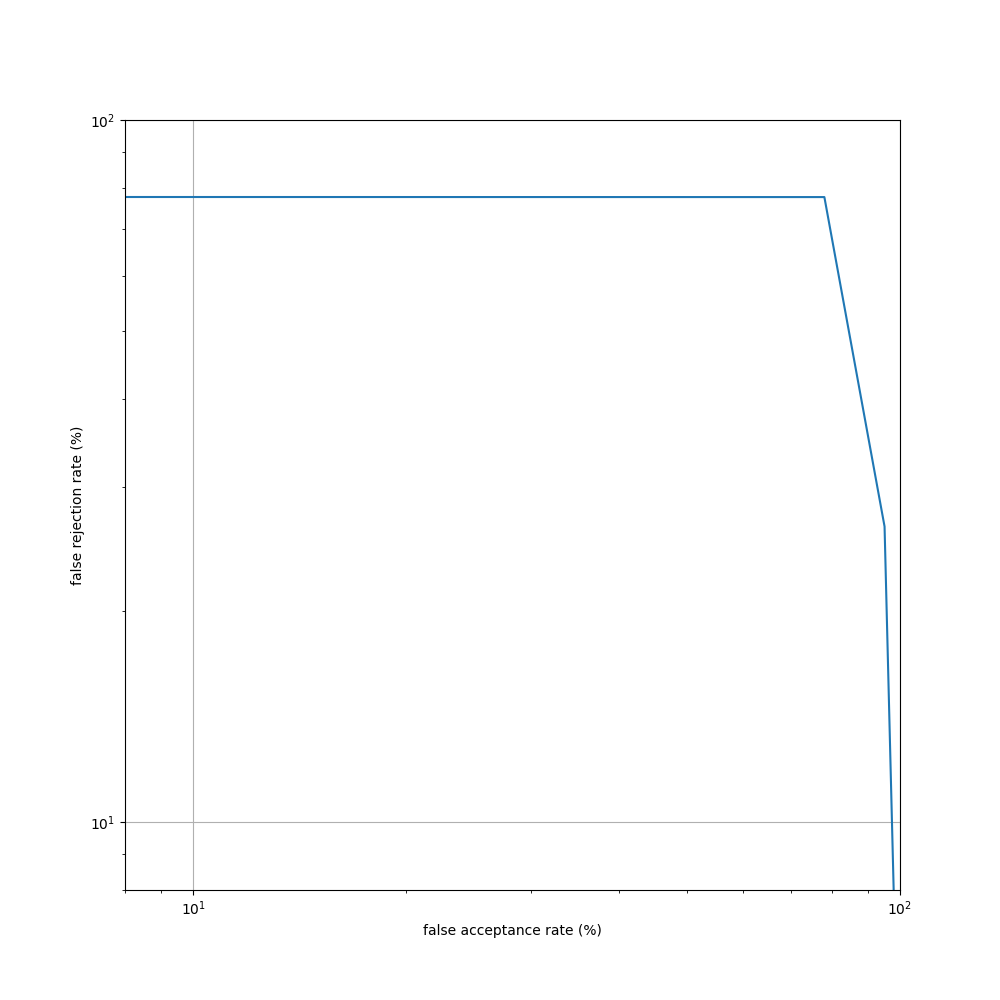 10²
false rejection rate (%)
10¹
10¹
10²
false acceptance rate (%)